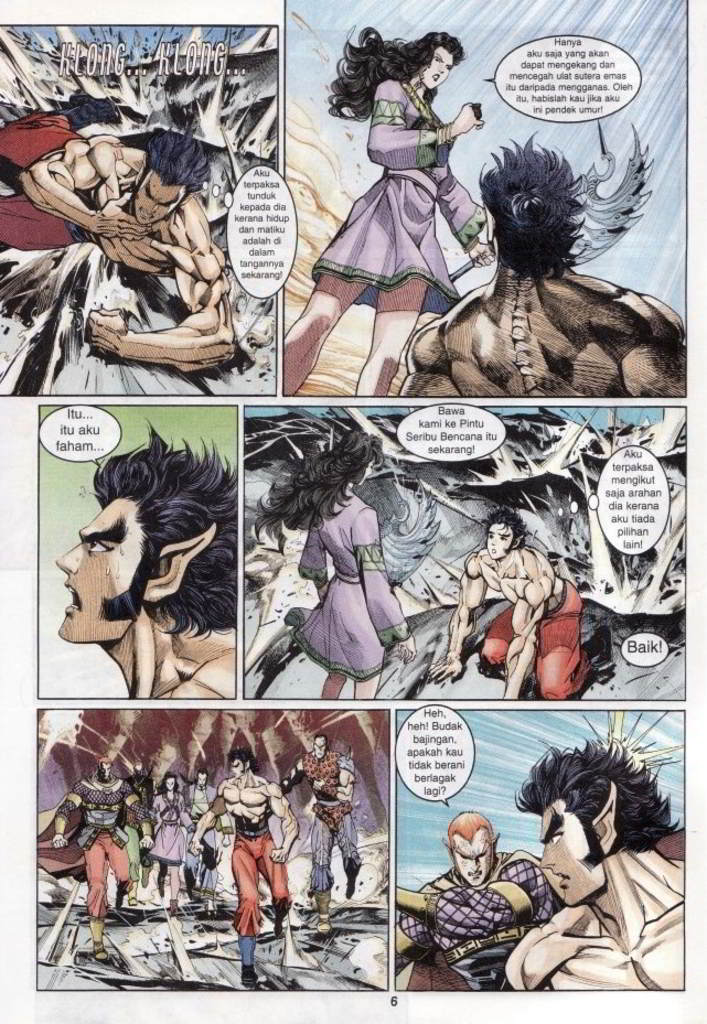 KLONG... KLONG...
Aku
terpaksa
tunduk
kepada dia
kerana hidup
dan matiku
adalah di
dalam
tangannya
sekarang!
Hanya
aku saja yang akan
dapat mengekang dan
mencegah ulat sutera emas
itu daripada mengganas. Oleh
itu, habislah kau jika aku
ini pendek umur!
Itu...
itu aku
faham...
Bawa
kami ke Pintu
Seribu Bencana itu
sekarang!
Aku
terpaksa
mengikut
saja arahan
dia kerana
aku tiada
pilihan
lain!
Baik!
Heh,
heh! Budak
bajingan,
apakah kau
tidak berani
berlagak
lagi?
6